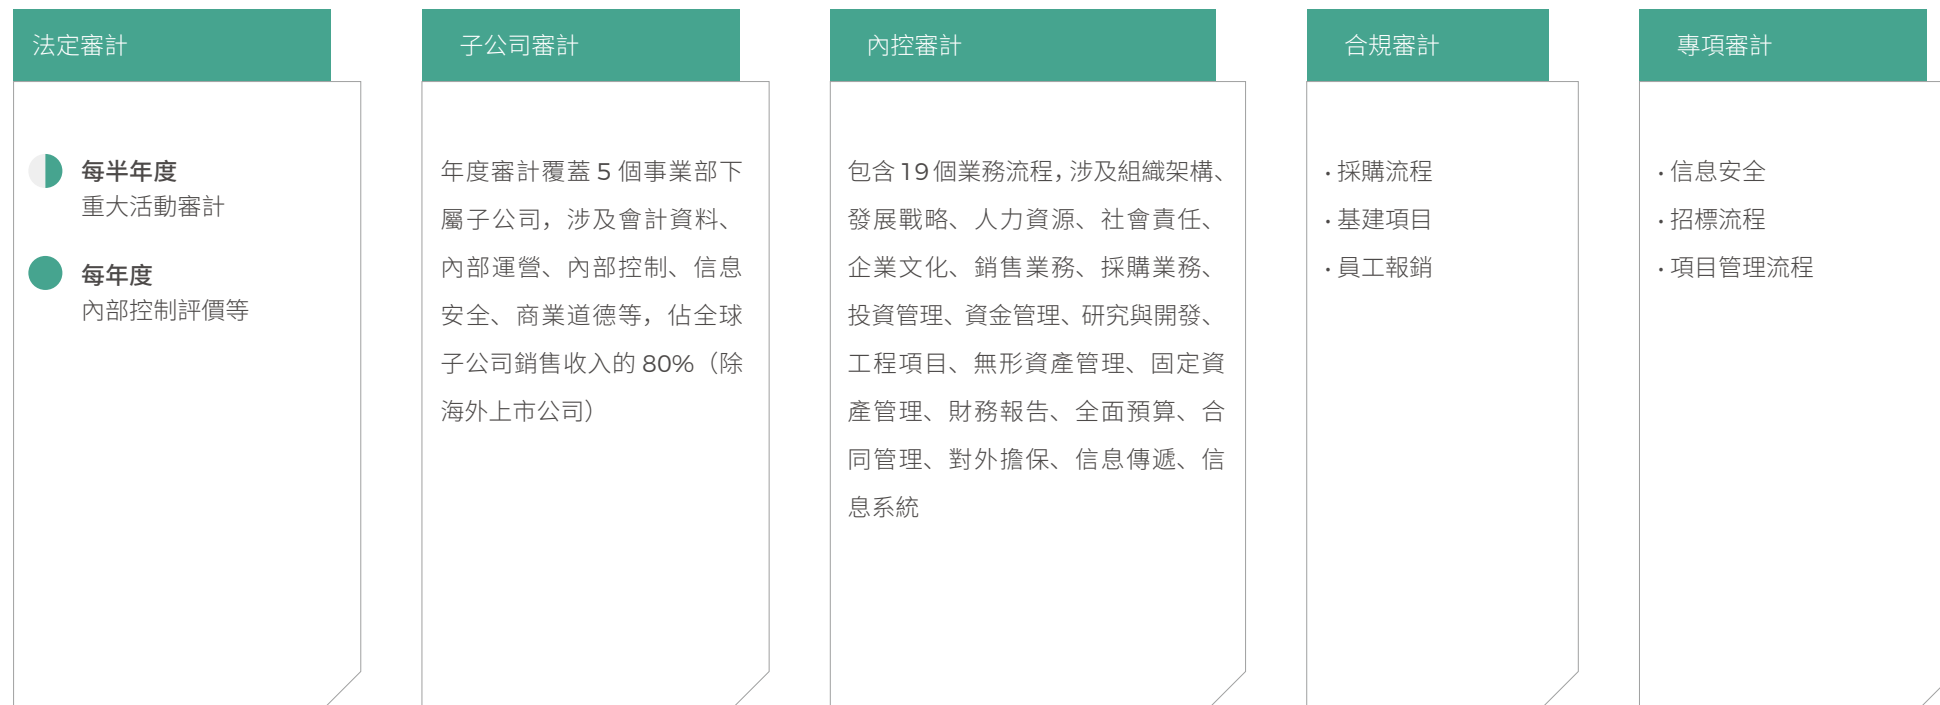 法定審計
每半年度
重大活動審計
每年度
內部控制評價等
子公司審計
年度審計覆蓋 5 個事業部下
屬子公司，涉及會計資料、
內部運營、內部控制、信息
安全、商業道德等，佔全球
子公司銷售收入的 80%（除
海外上市公司）
內控審計
包含 19 個業務流程，涉及組織架構、
發展戰略、人力資源、社會責任、
企業文化、銷售業務、採購業務、
投資管理、資金管理、研究與開發、
工程項目、無形資產管理、固定資
產管理、財務報告、全面預算、合
同管理、對外擔保、信息傳遞、信
息系統
合規審計
· 採購流程
· 基建項目
· 員工報銷
專項審計
· 信息安全
· 招標流程
· 項目管理流程